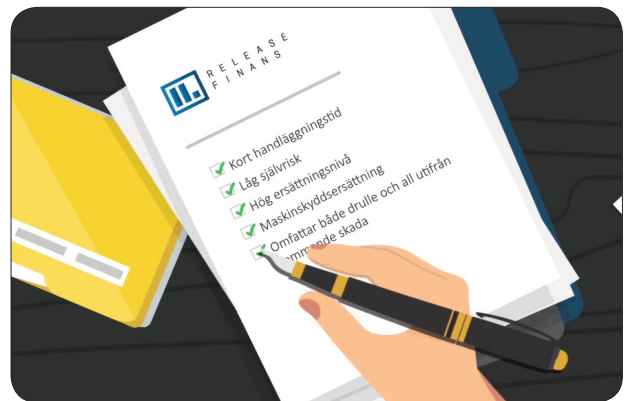 RELEASE
FINANS
Kort handläggningstid
Låg självrisk
Hög ersättningsnivå
Maskinskyddsersättning
Omfattar både drulle och all utifrån
skada